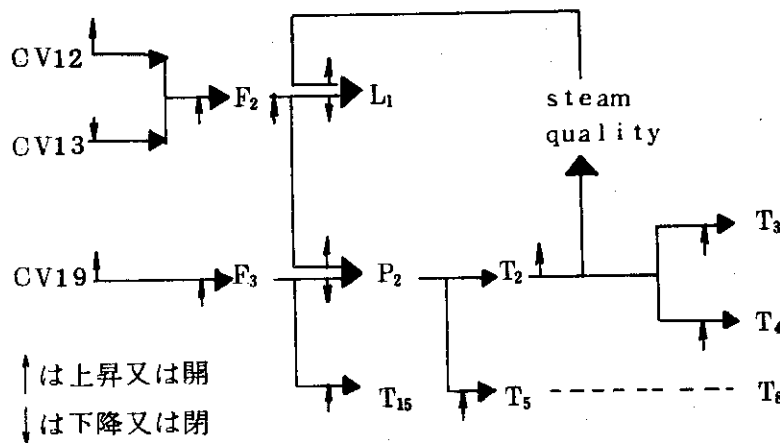 CV12
F₂
L₁
steam
quality
CV13
T₃
CV19
F₃
P₂
T₂
T₄
↑は上昇又は開
T₁₅
T₅
T₈
↓は下降又は閉